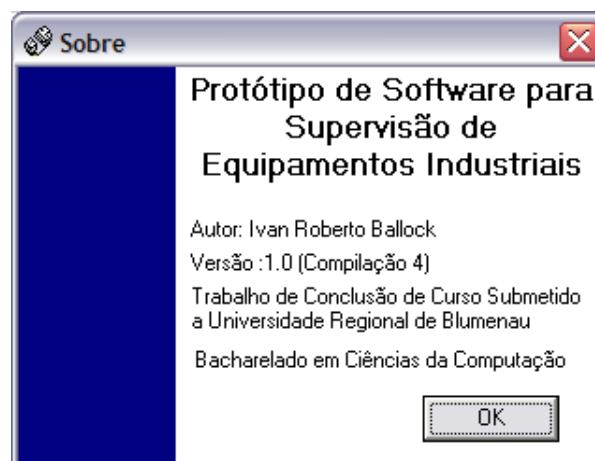 Sobre
Protótipo de Software para
Supervisão de
Equipamentos Industriais
Autor: Ivan Roberto Ballock
Versão :1.0 (Compilação 4)
Trabalho de Conclusão de Curso Submetido
a Universidade Regional de Blumenau
Bacharelado em Ciências da Computação
OK